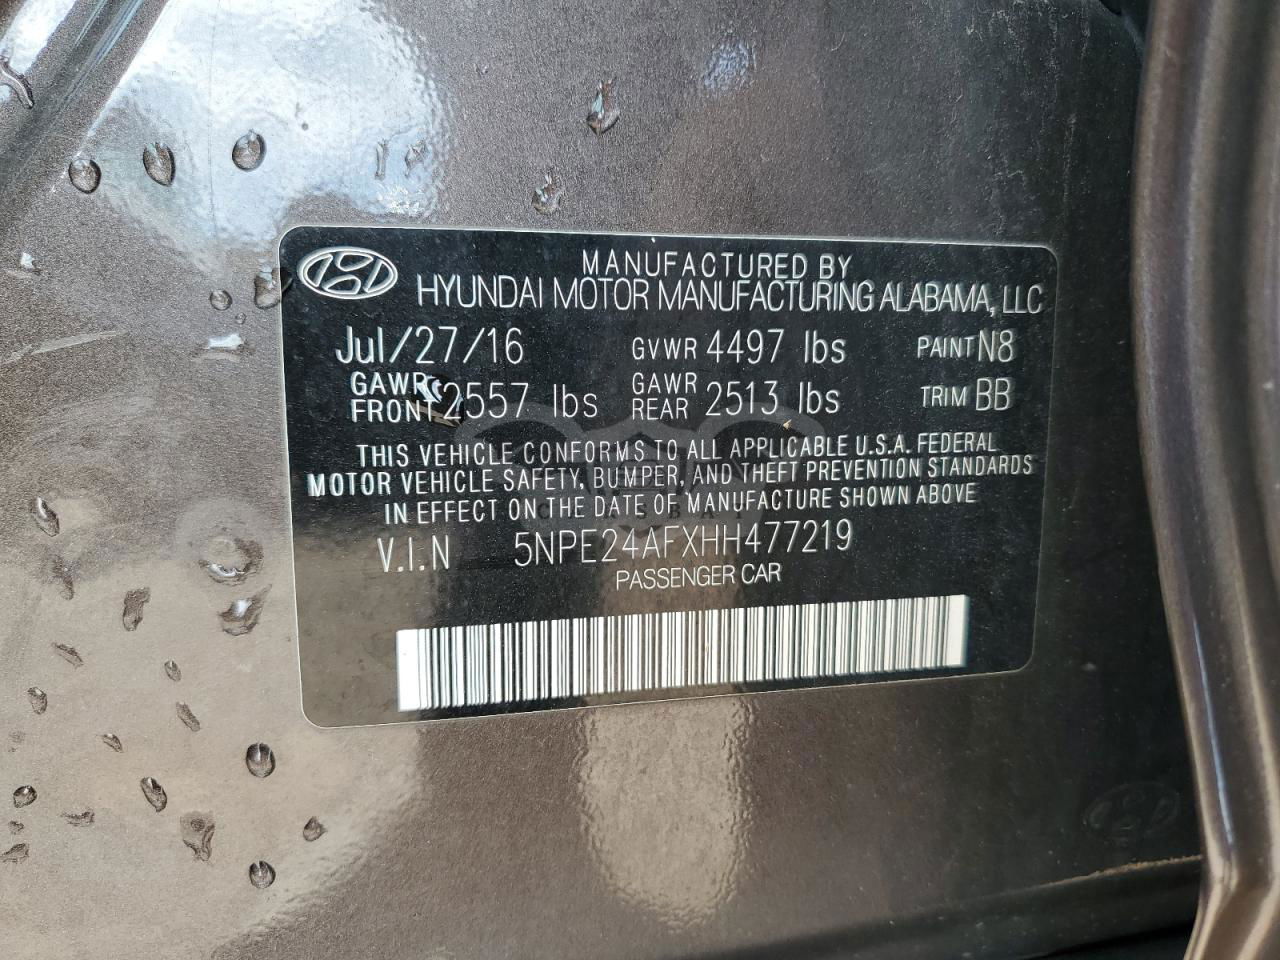 MANUFACTURED BY
HYUNDAI MOTOR MANUFACTURING ALABAMA, LLC
Jul/27/16 GVWR 4497 lbs PAINT N8
GAWR FRONT 2557 lbs GAWR REAR 2513 lbs TRIM BB
THIS VEHICLE CONFORMS TO ALL APPLICABLE U.S.A. FEDERAL
MOTOR VEHICLE SAFETY, BUMPER, AND THEFT PREVENTION STANDARDS
IN EFFECT ON THE DATE OF MANUFACTURE SHOWN ABOVE
V.I.N 5NPE24AFXHH477219
PASSENGER CAR